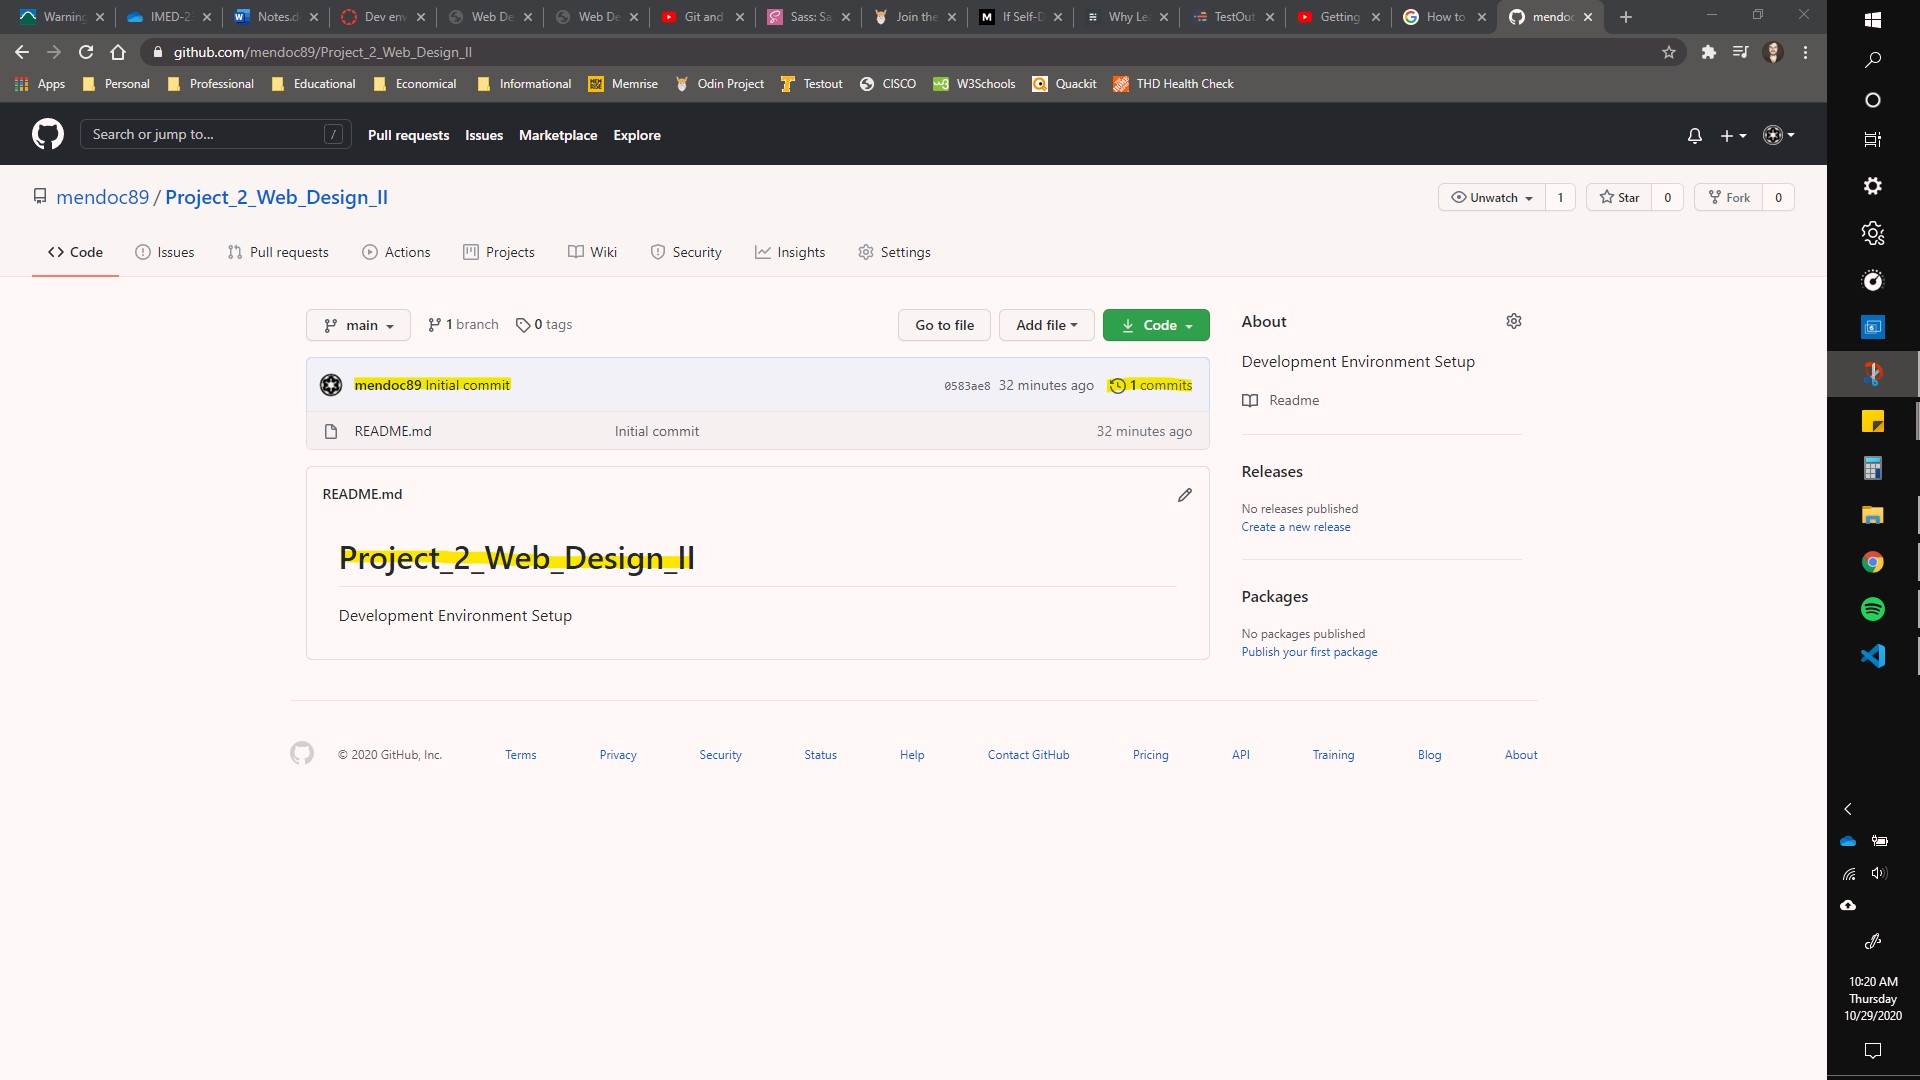 Warning IMED-2 Notes.d Dev env Web De Web De Git and Sass: Sa Join the If Self-D Why Le TestOut Getting How to mendoc
github.com/mendoc89/Project_2_Web_Design_II
Apps Personal Professional Educational Economical Informational Memrise Odin Project Testout CISCO W3Schools Quackit THD Health Check
Search or jump to... / Pull requests Issues Marketplace Explore
mendoc89 / Project_2_Web_Design_II Unwatch 1 Star 0 Fork 0
Code Issues Pull requests Actions Projects Wiki Security Insights Settings
main 1 branch 0 tags Go to file Add file Code
mendoc89 Initial commit 0583ae8 32 minutes ago 1 commits
README.md Initial commit 32 minutes ago
README.md
Project_2_Web_Design_II
Development Environment Setup
About
Development Environment Setup
Readme
Releases
No releases published
Create a new release
Packages
No packages published
Publish your first package
© 2020 GitHub, Inc. Terms Privacy Security Status Help Contact GitHub Pricing API Training Blog About
10:20 AM
Thursday
10/29/2020